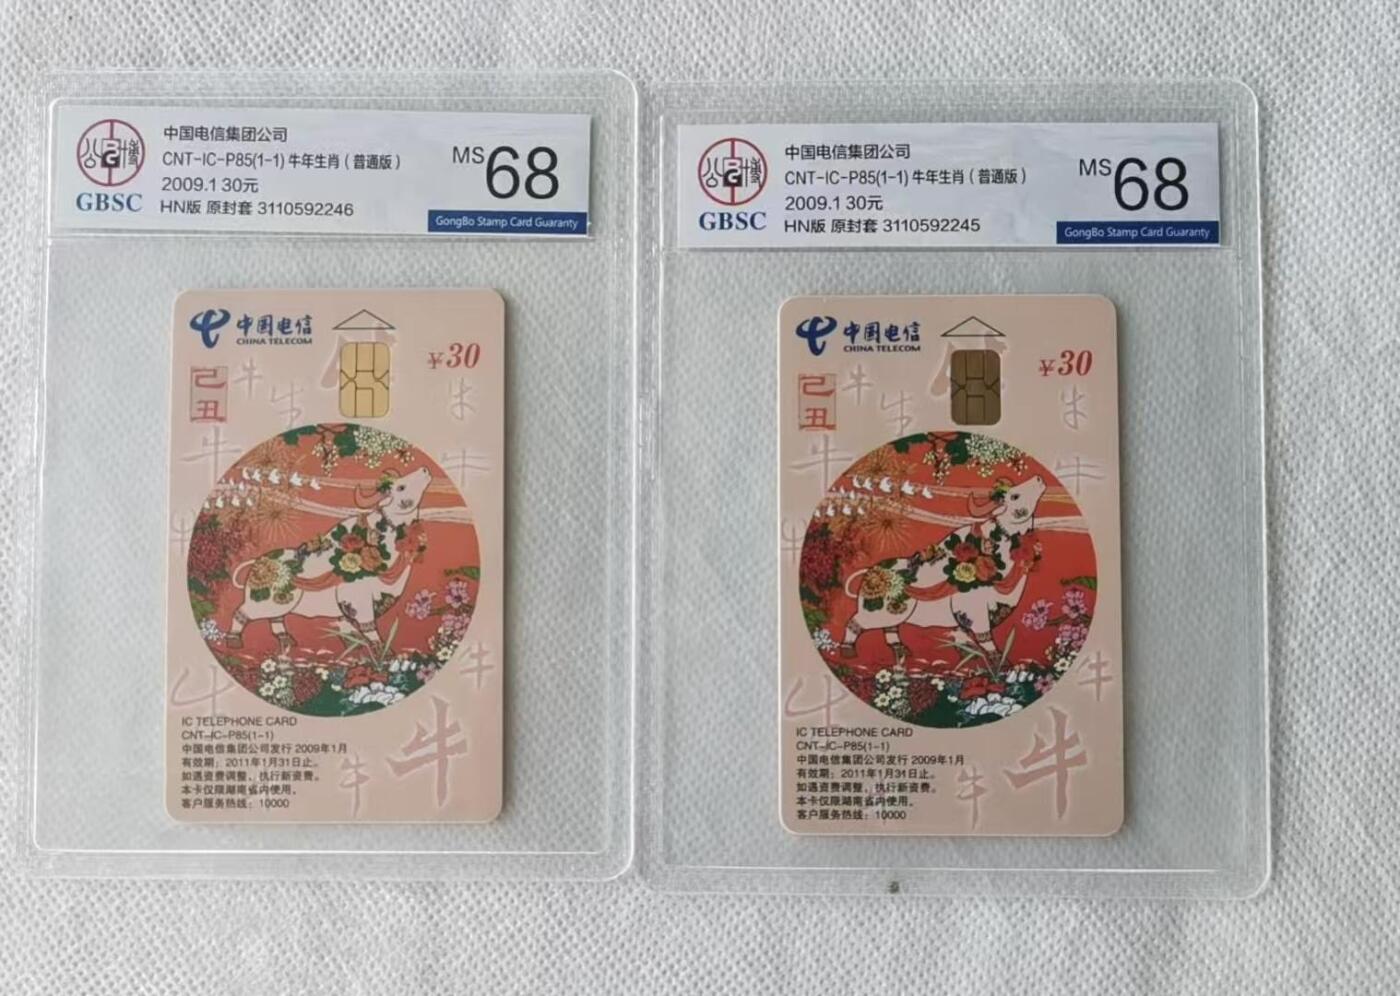 中国电信集团公司
CNT-IC-P85(1-1) 牛年生肖（普通版）
2009.1 30元
HN版 原封套 3110592246
MS 68
GBSC
GongBo Stamp Card Guaranty
中国电信
CHINA TELECOM
¥30
己丑
牛
IC TELEPHONE CARD
CNT-IC-P85(1-1)
中国电信集团公司发行 2009年1月
有效期：2011年1月31日止。
如遇资费调整、执行新资费。
本卡仅限湖南省内使用。
客户服务热线：10000
中国电信集团公司
CNT-IC-P85(1-1) 牛年生肖（普通版）
2009.1 30元
HN版 原封套 3110592245
MS 68
GBSC
GongBo Stamp Card Guaranty
中国电信
CHINA TELECOM
¥30
己丑
牛
IC TELEPHONE CARD
CNT-IC-P85(1-1)
中国电信集团公司发行 2009年1月
有效期：2011年1月31日止。
如遇资费调整、执行新资费。
本卡仅限湖南省内使用。
客户服务热线：10000